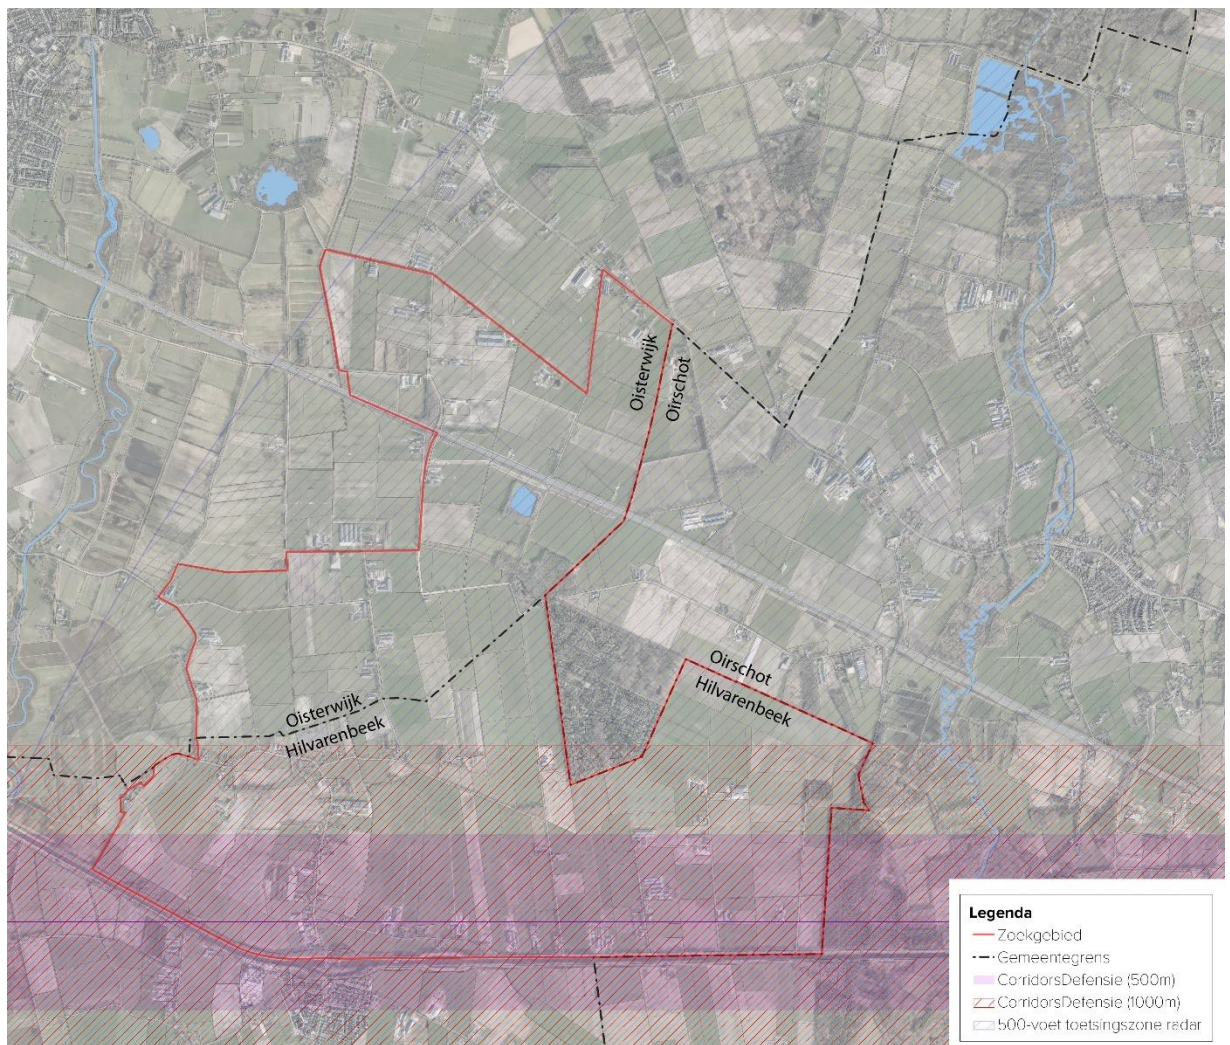 Oisterwijk
Oirschot
Oirschot
Hilvarenbeek
Oisterwijk
Hilvarenbeek
Legenda
Zoekgebied
Gemeentegrens
CorridorsDefensie (500m)
CorridorsDefensie (1000m)
500-voet toetsingszone radar